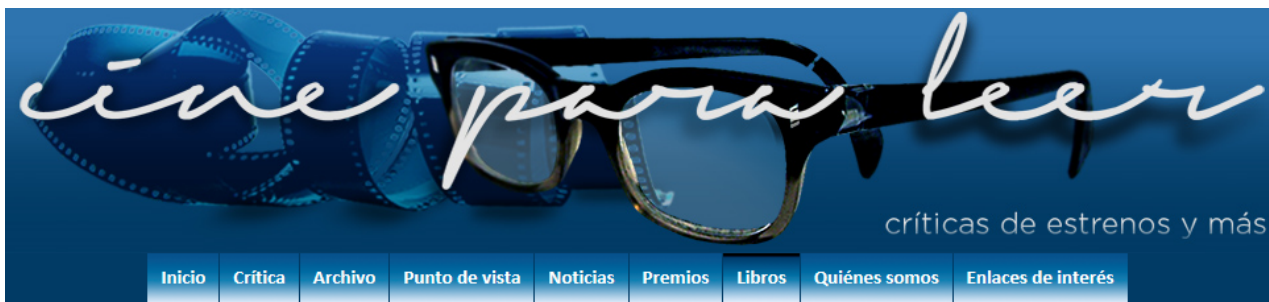 cine para leer
críticas de estrenos y más
Inicio Crítica Archivo Punto de vista Noticias Premios Libros Quiénes somos Enlaces de interés